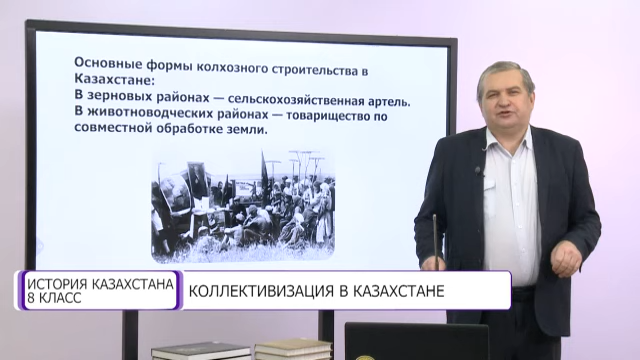 Основные формы колхозного строительства в
Казахстане:
В зерновых районах — сельскохозяйственная артель.
В животноводческих районах — товарищество по
совместной обработке земли.
ИСТОРИЯ КАЗАХСТАНА
8 КЛАСС
КОЛЛЕКТИВИЗАЦИЯ В КАЗАХСТАНЕ